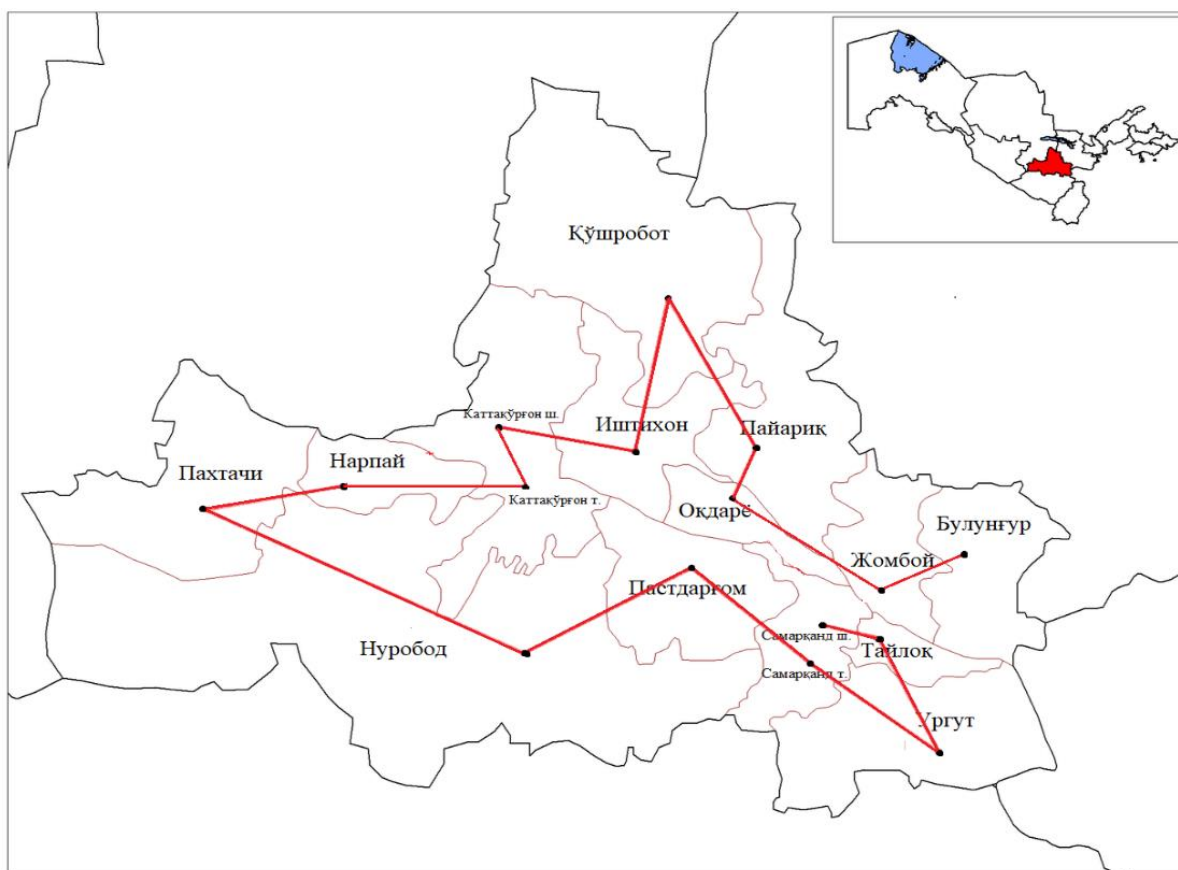 Қўшробот
Каттақўрғон ш.
Иштихон
Пайариқ
Нарпай
Пахтачи
Каттақўрғон т.
Оқдарё
Булунғур
Жомбой
Пастдарғом
Самарқанд ш.
Нуробод
Тайлоқ
Самарқанд т.
Ургут